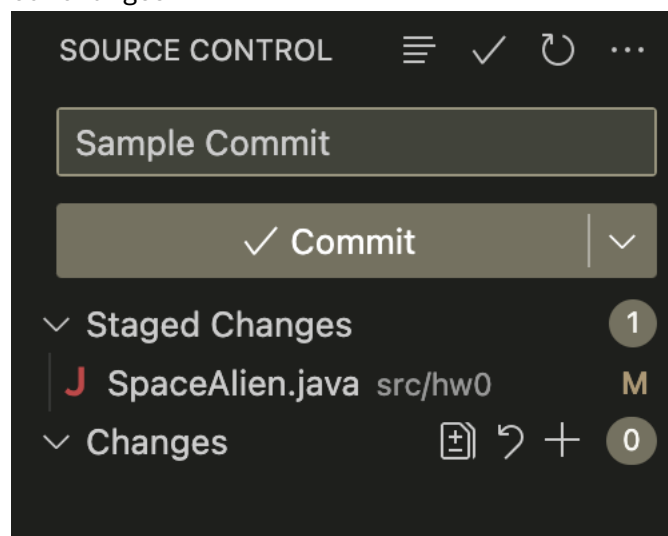 SOURCE CONTROL
Sample Commit
Commit
Staged Changes 1
J SpaceAlien.java src/hw0 M
Changes 0